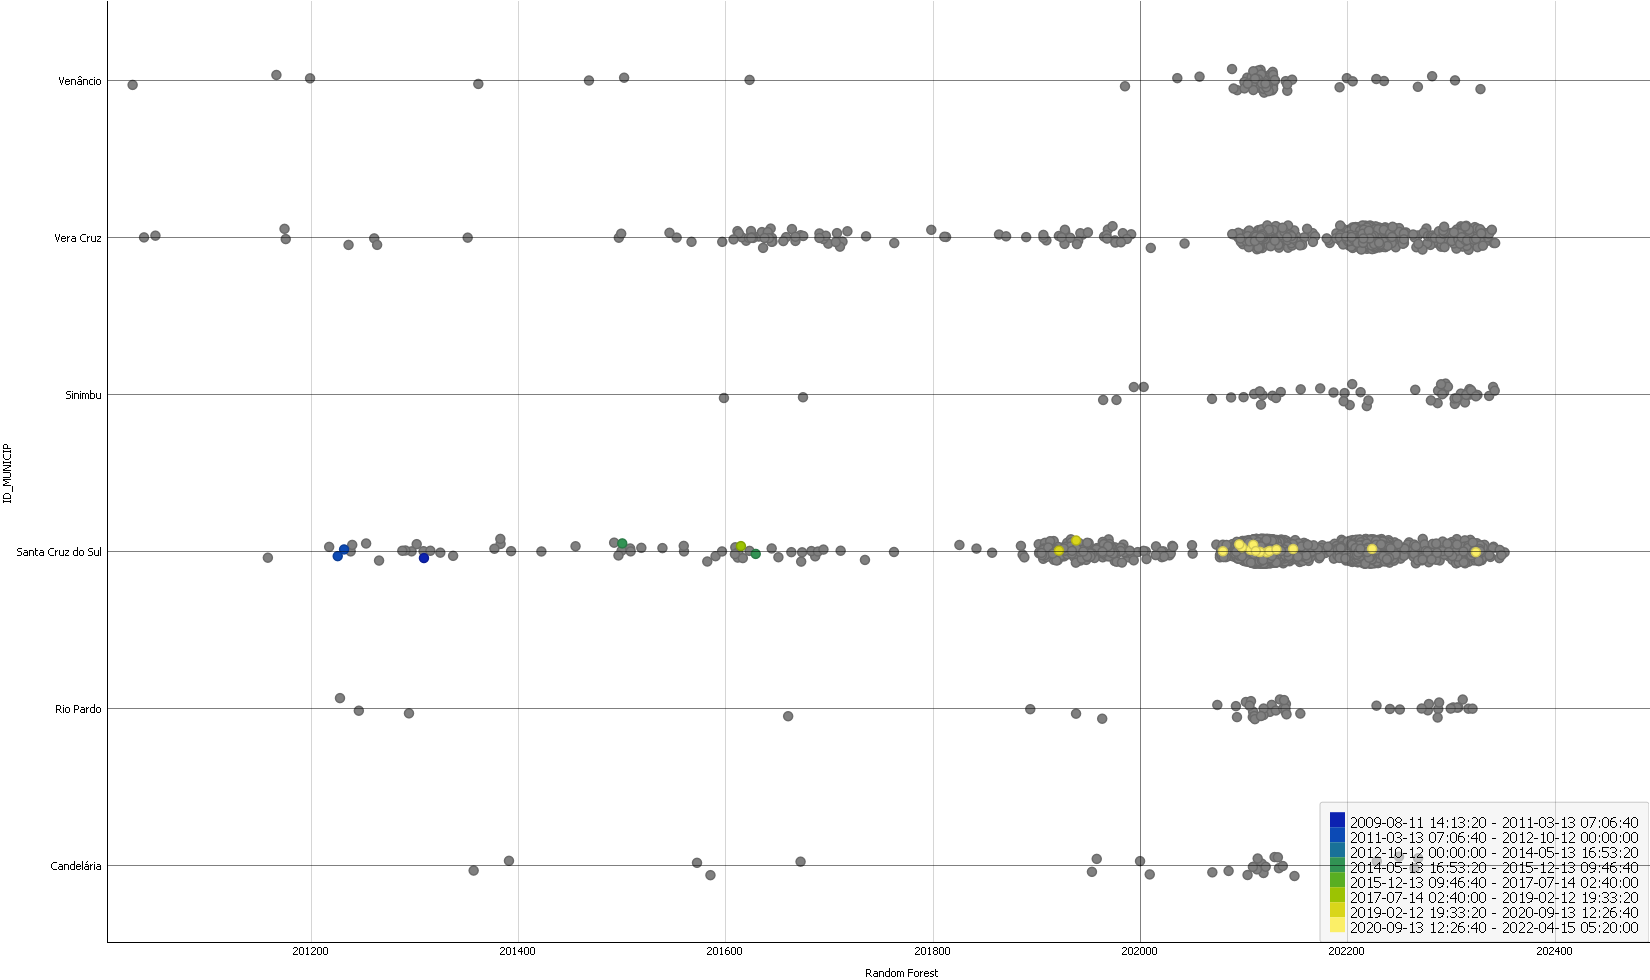 Venâncio
Vera Cruz
Sinimbu
Santa Cruz do Sul
Rio Pardo
Candelária
ID_MUNICIP
2009-08-11 14:13:20 - 2011-03-13 07:06:40
2011-03-13 07:06:40 - 2012-10-12 00:00:00
2012-10-12 00:00:00 - 2014-05-13 16:53:20
2014-05-13 16:53:20 - 2015-12-13 09:46:40
2015-12-13 09:46:40 - 2017-07-14 02:40:00
2017-07-14 02:40:00 - 2019-02-12 19:33:20
2019-02-12 19:33:20 - 2020-09-13 12:26:40
2020-09-13 12:26:40 - 2022-04-15 05:20:00
201200 201400 201600 201800 202000 202200 202400
Random Forest